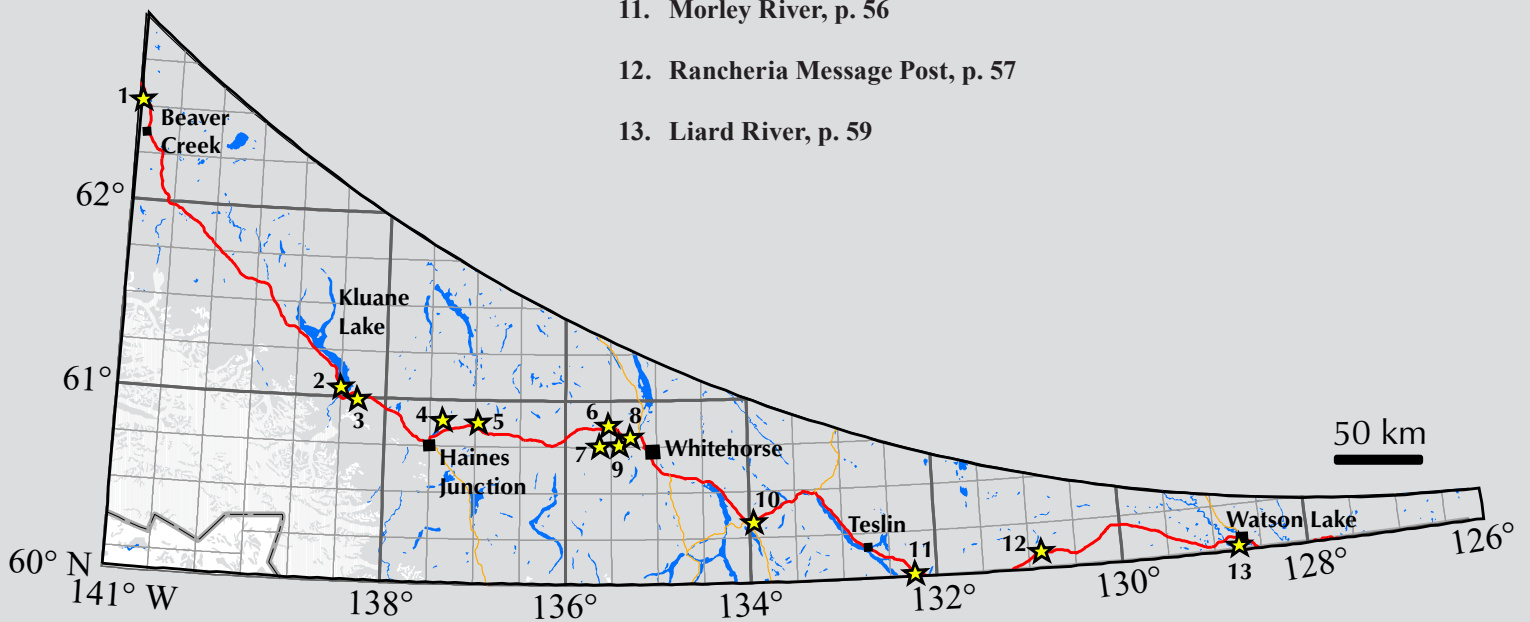 11. Morley River, p. 56
12. Rancheria Message Post, p. 57
13. Liard River, p. 59
1
Beaver
Creek
62°
Kluane
Lake
61°
2
3
4
5
6
8
7
9
Whitehorse
Haines
Junction
50 km
10
Teslin
11
12
Watson Lake
13
60° N
141° W
138°
136°
134°
132°
130°
128°
126°